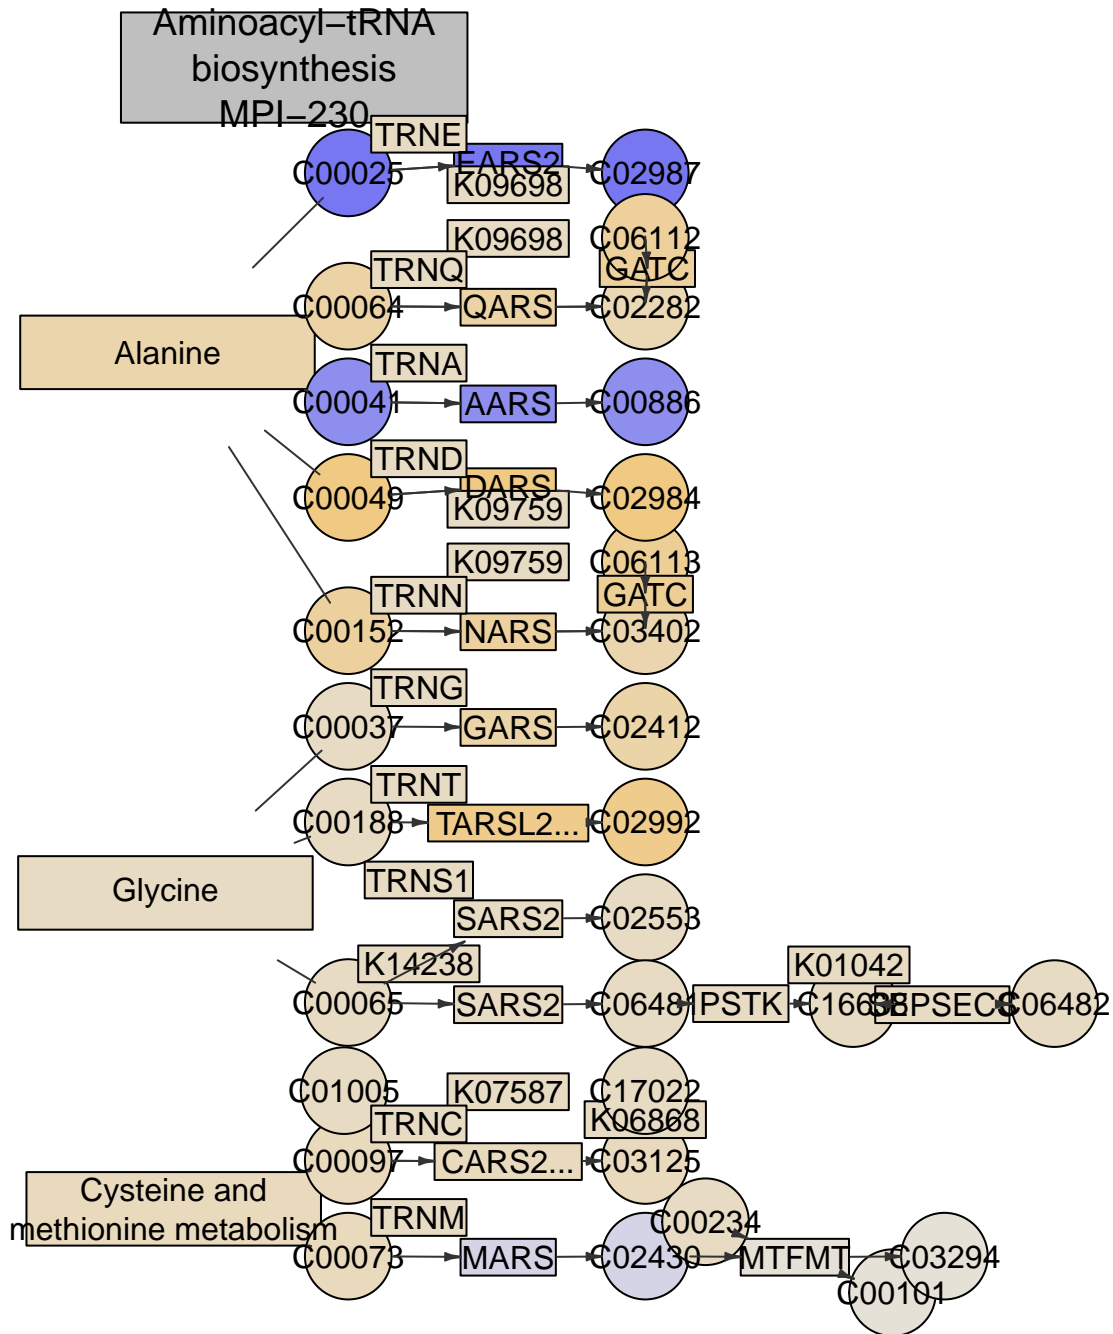 Aminoacyl−tRNA
biosynthesis
MPI−230
TRNE
C00025
EARS2
K09698
C02987
K09698
C06112
TRNQ
GATC
C00064
QARS
C02282
Alanine
TRNA
C00041
AARS
C00886
TRND
C00049
DARS
K09759
C02984
K09759
C06113
TRNN
GATC
C00152
NARS
C03402
TRNG
C00037
GARS
C02412
TRNT
C00188
TARSL2...
C02992
TRNS1
Glycine
SARS2
C02553
K14238
K01042
C00065
SARS2
C06481
PSTK
C16638
SEPSECS
C06482
C01005
K07587
C17022
TRNC
K06868
C00097
CARS2...
C03125
Cysteine and
methionine metabolism
TRNM
C00234
C00073
MARS
C02430
MTFMT
C03294
C00101